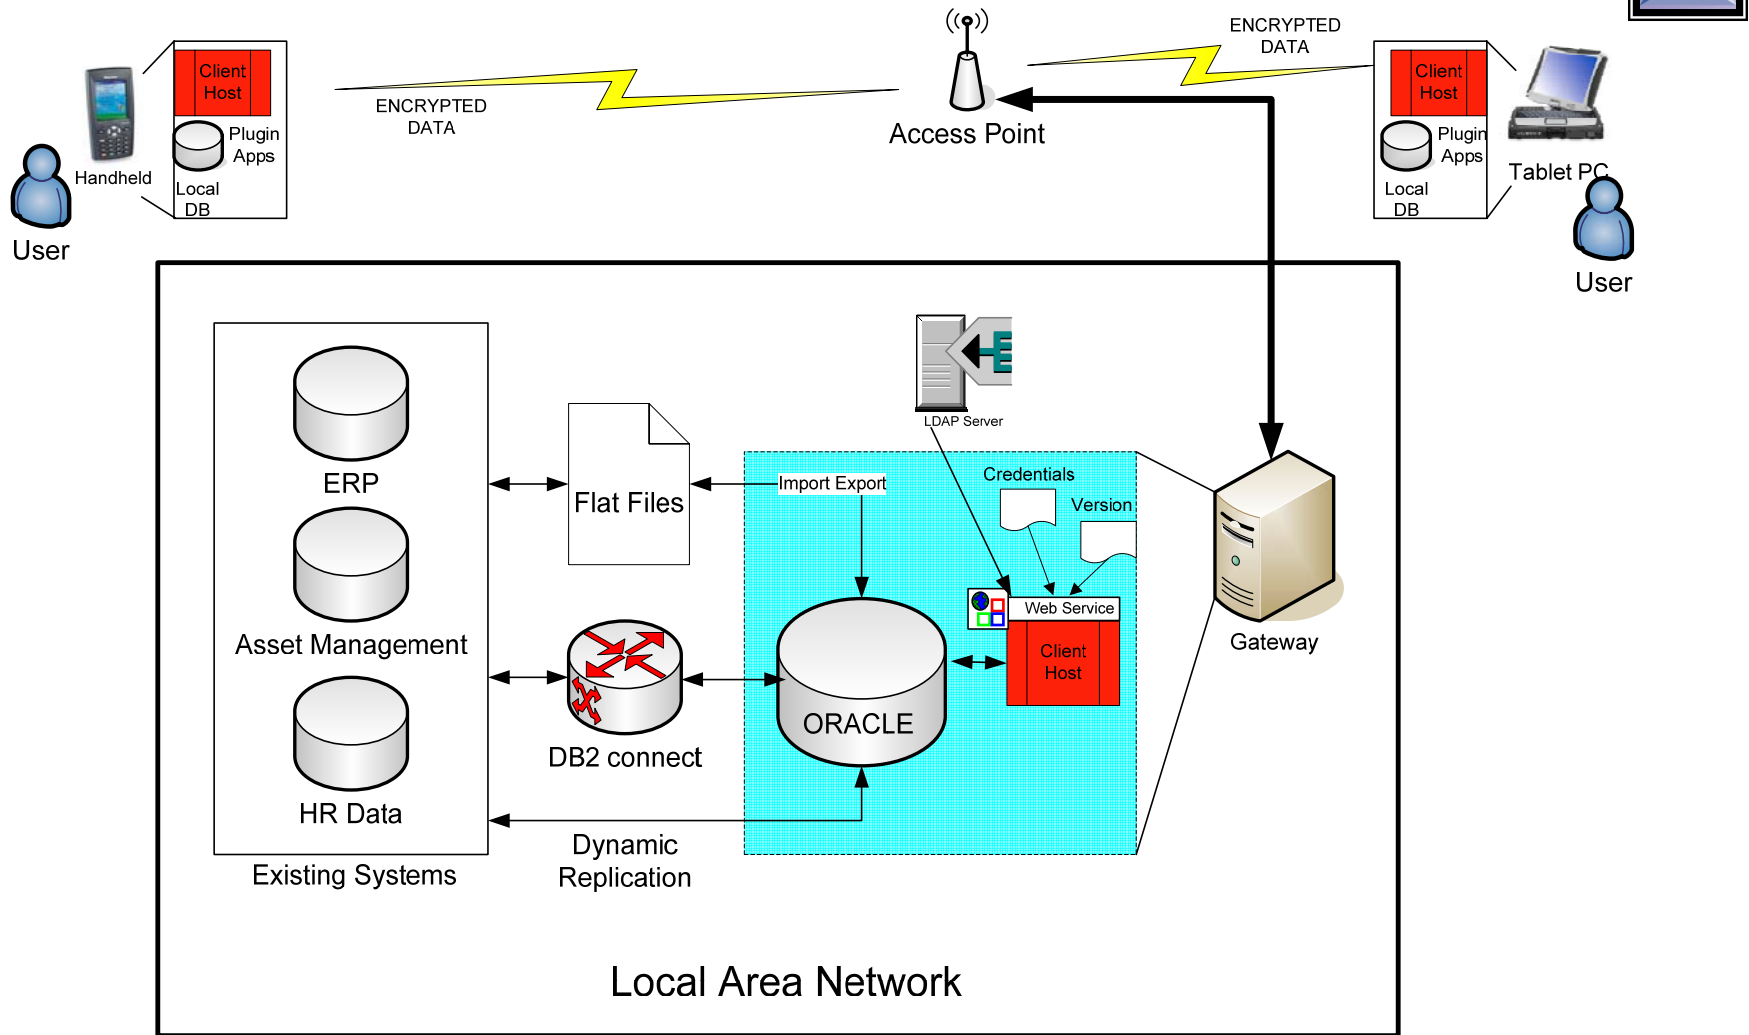 ENCRYPTED
DATA
Client
Host
Plugin
Apps
Local
DB
Handheld
User
ENCRYPTED
DATA
Access Point
Client
Host
Plugin
Apps
Local
DB
Tablet PC
User
LDAP Server
Credentials
Version
ERP
Flat Files
Import Export
Web Service
Client
Host
Gateway
Asset Management
DB2 connect
ORACLE
HR Data
Dynamic
Replication
Existing Systems
Local Area Network